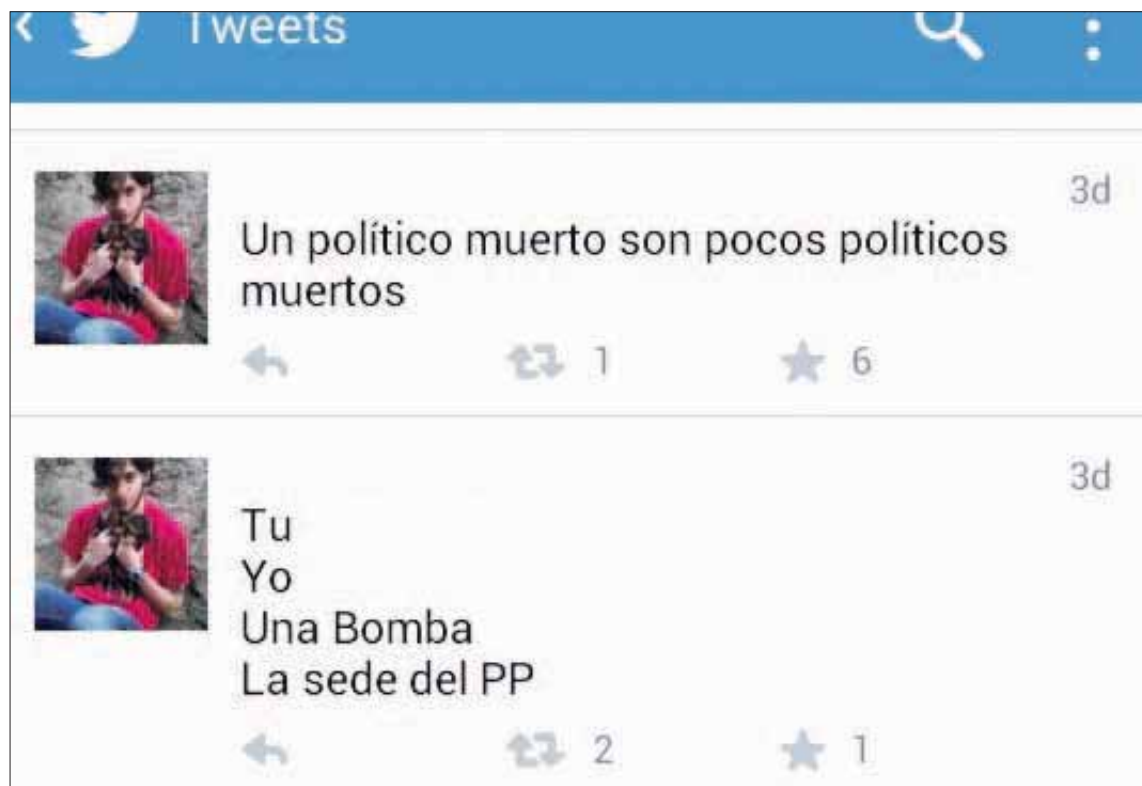 Tweets
3d
Un político muerto son pocos políticos
muertos
1
6
3d
Tu
Yo
Una Bomba
La sede del PP
2
1